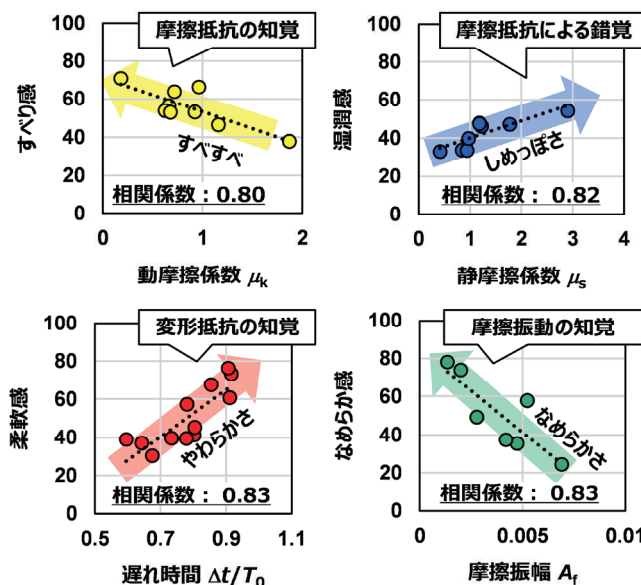 摩擦抵抗の知覚
すべり感
100
80
60
40
20
0
すべすべ
相関係数：0.80
0
1
2
動摩擦係数 μk
摩擦抵抗による錯覚
湿潤感
100
80
60
40
20
0
しめっぽさ
相関係数： 0.82
0
1
2
3
4
静摩擦係数 μs
変形抵抗の知覚
柔軟感
100
80
60
40
20
0
やわらかさ
相関係数： 0.83
0.5
0.7
0.9
1.1
遅れ時間 Δt/T0
摩擦振動の知覚
なめらか感
100
80
60
40
20
0
なめらかさ
相関係数：0.83
0
0.005
0.01
摩擦振幅 Af